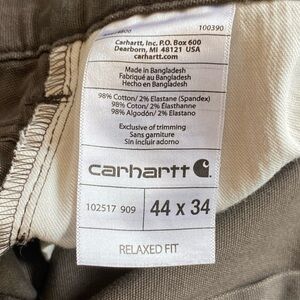 100390
Carhartt, Inc. P.O. Box 600
Dearborn, MI 48121 USA
carhartt.com
Made in Bangladesh
Fabriqué au Bangladesh
Hecho en Bangladesh
98% Cotton/ 2% Elastane (Spandex)
98% Coton/ 2% Élasthanne
98% Algodón/ 2% Elastano
Exclusive of trimming
Sans garniture
Sin incluir adorno
carhartt
102517 909
44 x 34
RELAXED FIT